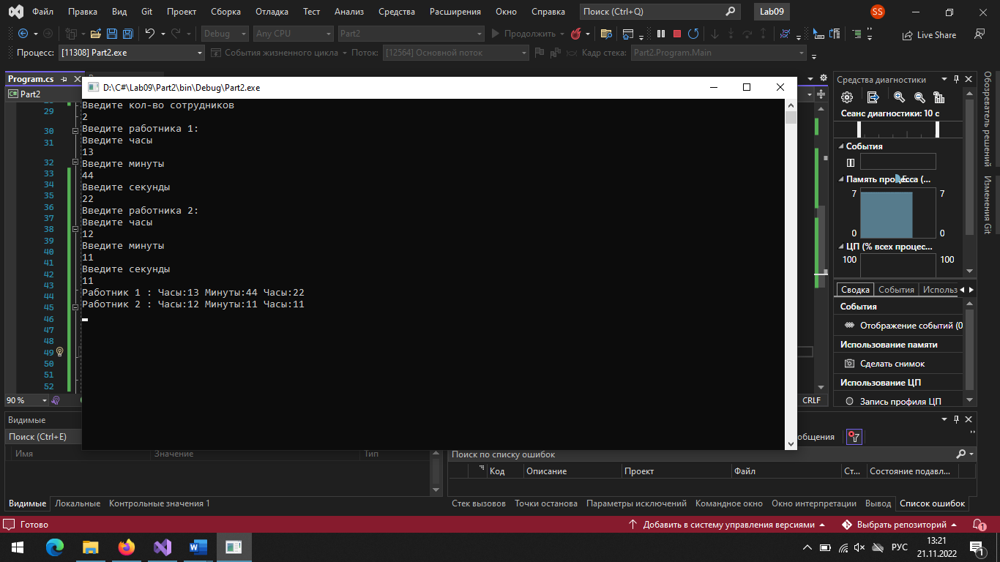 Файл Правка Вид Git Проект Сборка Отладка Тест Анализ Средства Расширения Окно Справка Поиск (Ctrl+Q) Lab09 SS
Debug Any CPU Part2 Продолжить Live Share
Процесс: [11308] Part2.exe События жизненного цикла Поток: [12564] Основной поток Кадр стека: Part2.Program.Main
Program.cs
C# Part2
D:\C#\Lab09\Part2\bin\Debug\Part2.exe
Введите кол-во сотрудников
2
Введите работника 1:
Введите часы
13
Введите минуты
44
Введите секунды
22
Введите работника 2:
Введите часы
12
Введите минуты
11
Введите секунды
11
Работник 1 : Часы:13 Минуты:44 Часы:22
Работник 2 : Часы:12 Минуты:11 Часы:11
29
30
31
32
33
34
35
36
37
38
39
40
41
42
43
44
45
46
47
48
49
50
51
52
90 %
CRLF
Средства диагностики
Сеанс диагностики: 10 с
События
Память процесса (...
7 7
0 0
ЦП (% всех процес...
100 100
Сводка События Использ
События
Отображение событий (0
Использование памяти
Сделать снимок
Использование ЦП
Запись профиля ЦП
Обозреватель решений
Изменения Git
Видимые
Поиск (Ctrl+E)
Имя Значение Тип
Видимые Локальные Контрольные значения 1
общения
Поиск по списку ошибок
Код Описание Проект Файл Ст... Состояние подавл...
Стек вызовов Точки останова Параметры исключений Командное окно Окно интерпретации Вывод Список ошибок
Готово Добавить в систему управления версиями Выбрать репозиторий 1
РУС 13:21
21.11.2022 1